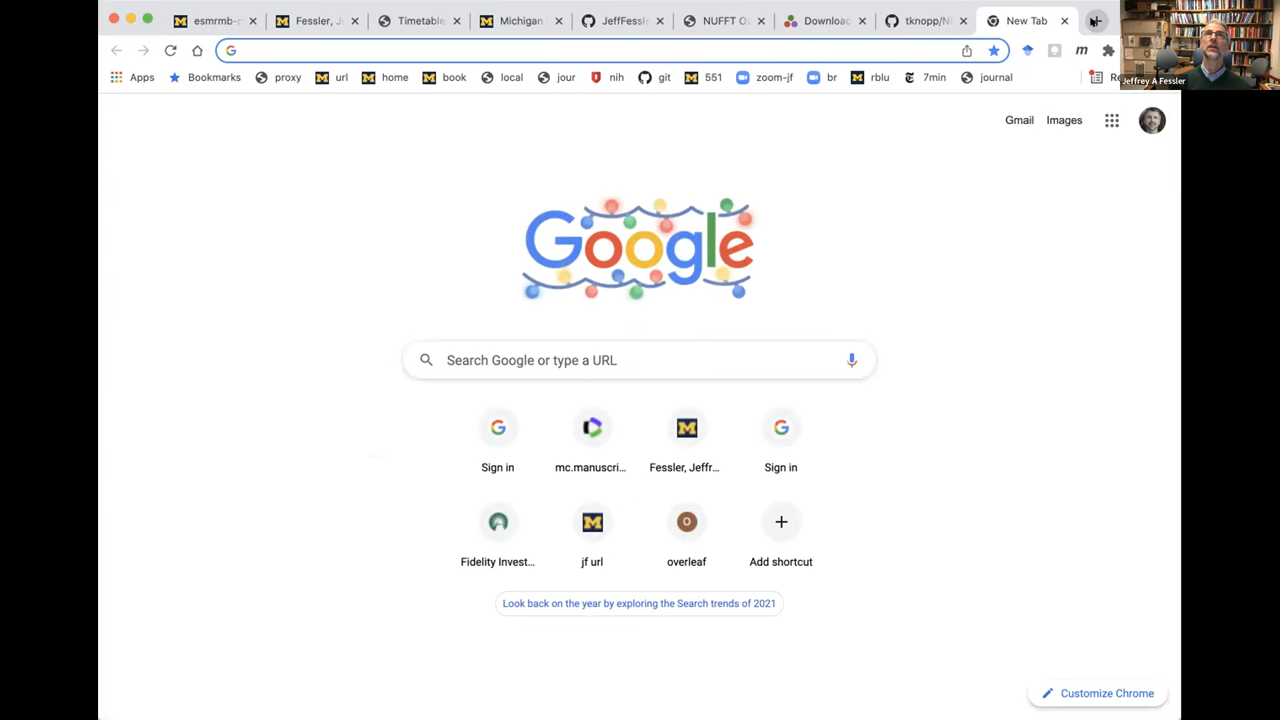 esmrmb-m
Fessler, J
Timetable
Michigan
JeffFessl
NUFFT Ov
Download
tknopp/NF
New Tab
Apps
Bookmarks
proxy
url
home
book
local
jour
nih
git
551
zoom-jf
br
rblu
7min
journal
Re
Jeffrey A Fessler
Gmail
Images
Google
Search Google or type a URL
Sign in
mc.manuscri...
Fessler, Jeffr...
Sign in
Fidelity Invest...
jf url
overleaf
Add shortcut
Look back on the year by exploring the Search trends of 2021
Customize Chrome